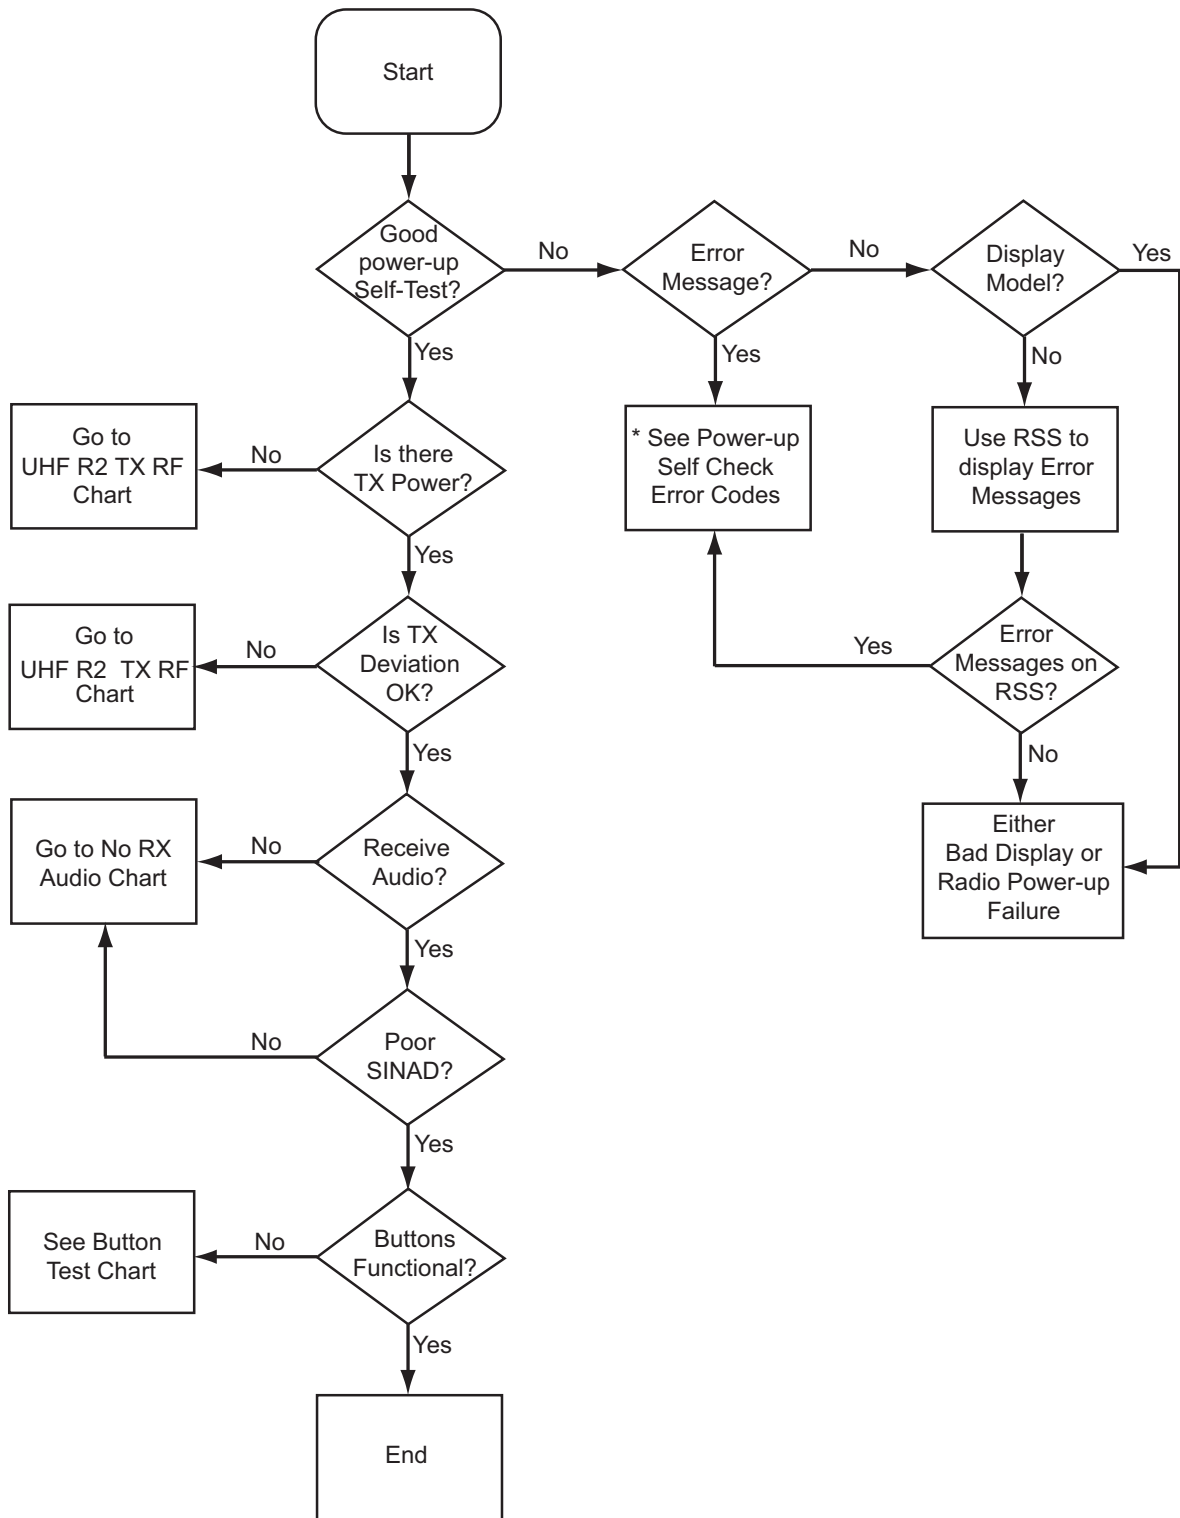 Start
Good
power-up
Self-Test?
No
Error
Message?
No
Display
Model?
Yes
Yes
Yes
No
Go to
UHF R2 TX RF
Chart
No
Is there
TX Power?
* See Power-up
Self Check
Error Codes
Use RSS to
display Error
Messages
Yes
Go to
UHF R2  TX RF
Chart
No
Is TX
Deviation
OK?
Yes
Error
Messages on
RSS?
Yes
No
Go to No RX
Audio Chart
No
Receive
Audio?
Either
Bad Display or
Radio Power-up
Failure
Yes
No
Poor
SINAD?
Yes
See Button
Test Chart
No
Buttons
Functional?
Yes
End